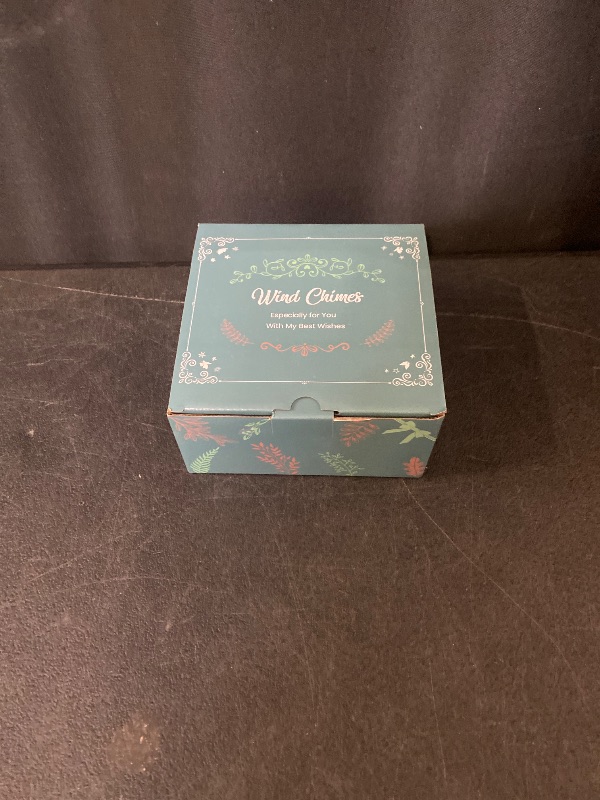 Wind Chimes
Especially for You
With My Best Wishes